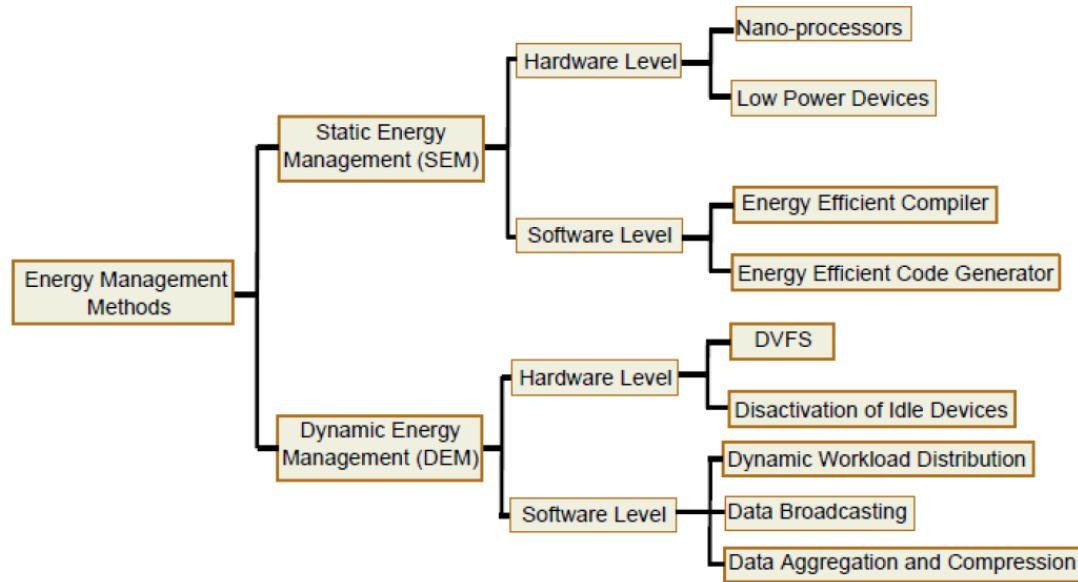 Nano-processors
Hardware Level
Low Power Devices
Static Energy
Management (SEM)
Energy Efficient Compiler
Software Level
Energy Efficient Code Generator
Energy Management
Methods
DVFS
Hardware Level
Disactivation of Idle Devices
Dynamic Energy
Management (DEM)
Dynamic Workload Distribution
Software Level
Data Broadcasting
Data Aggregation and Compression